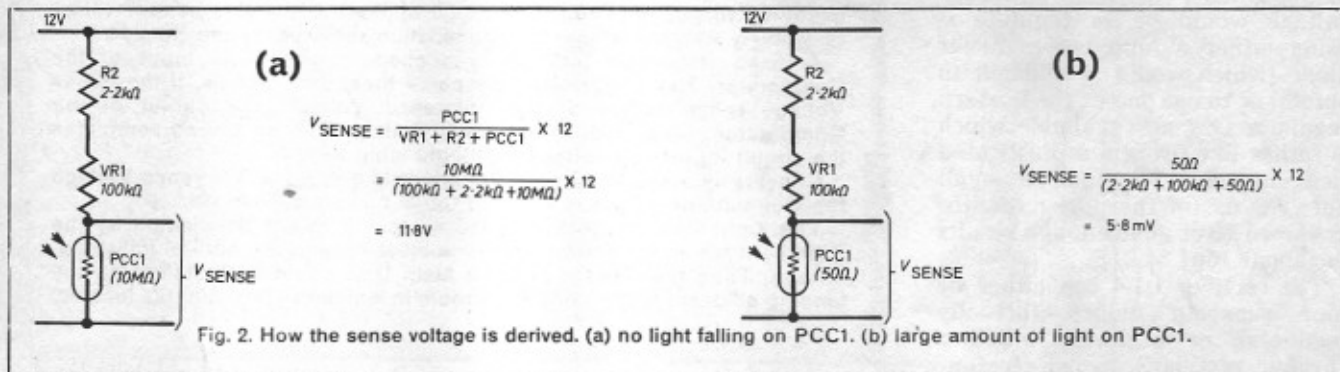 12V
R2
2·2kΩ
(a)
VSENSE = PCC1 / VR1 + R2 + PCC1 X 12
= 10MΩ / (100kΩ + 2·2kΩ + 10MΩ) X 12
= 11·8V
VR1
100kΩ
PCC1
(10MΩ)
VSENSE
12V
R2
2·2kΩ
(b)
VSENSE = 50Ω / (2·2kΩ + 100kΩ + 50Ω) X 12
= 5·8mV
VR1
100kΩ
PCC1
(50Ω)
VSENSE
Fig. 2. How the sense voltage is derived. (a) no light falling on PCC1. (b) large amount of light on PCC1.